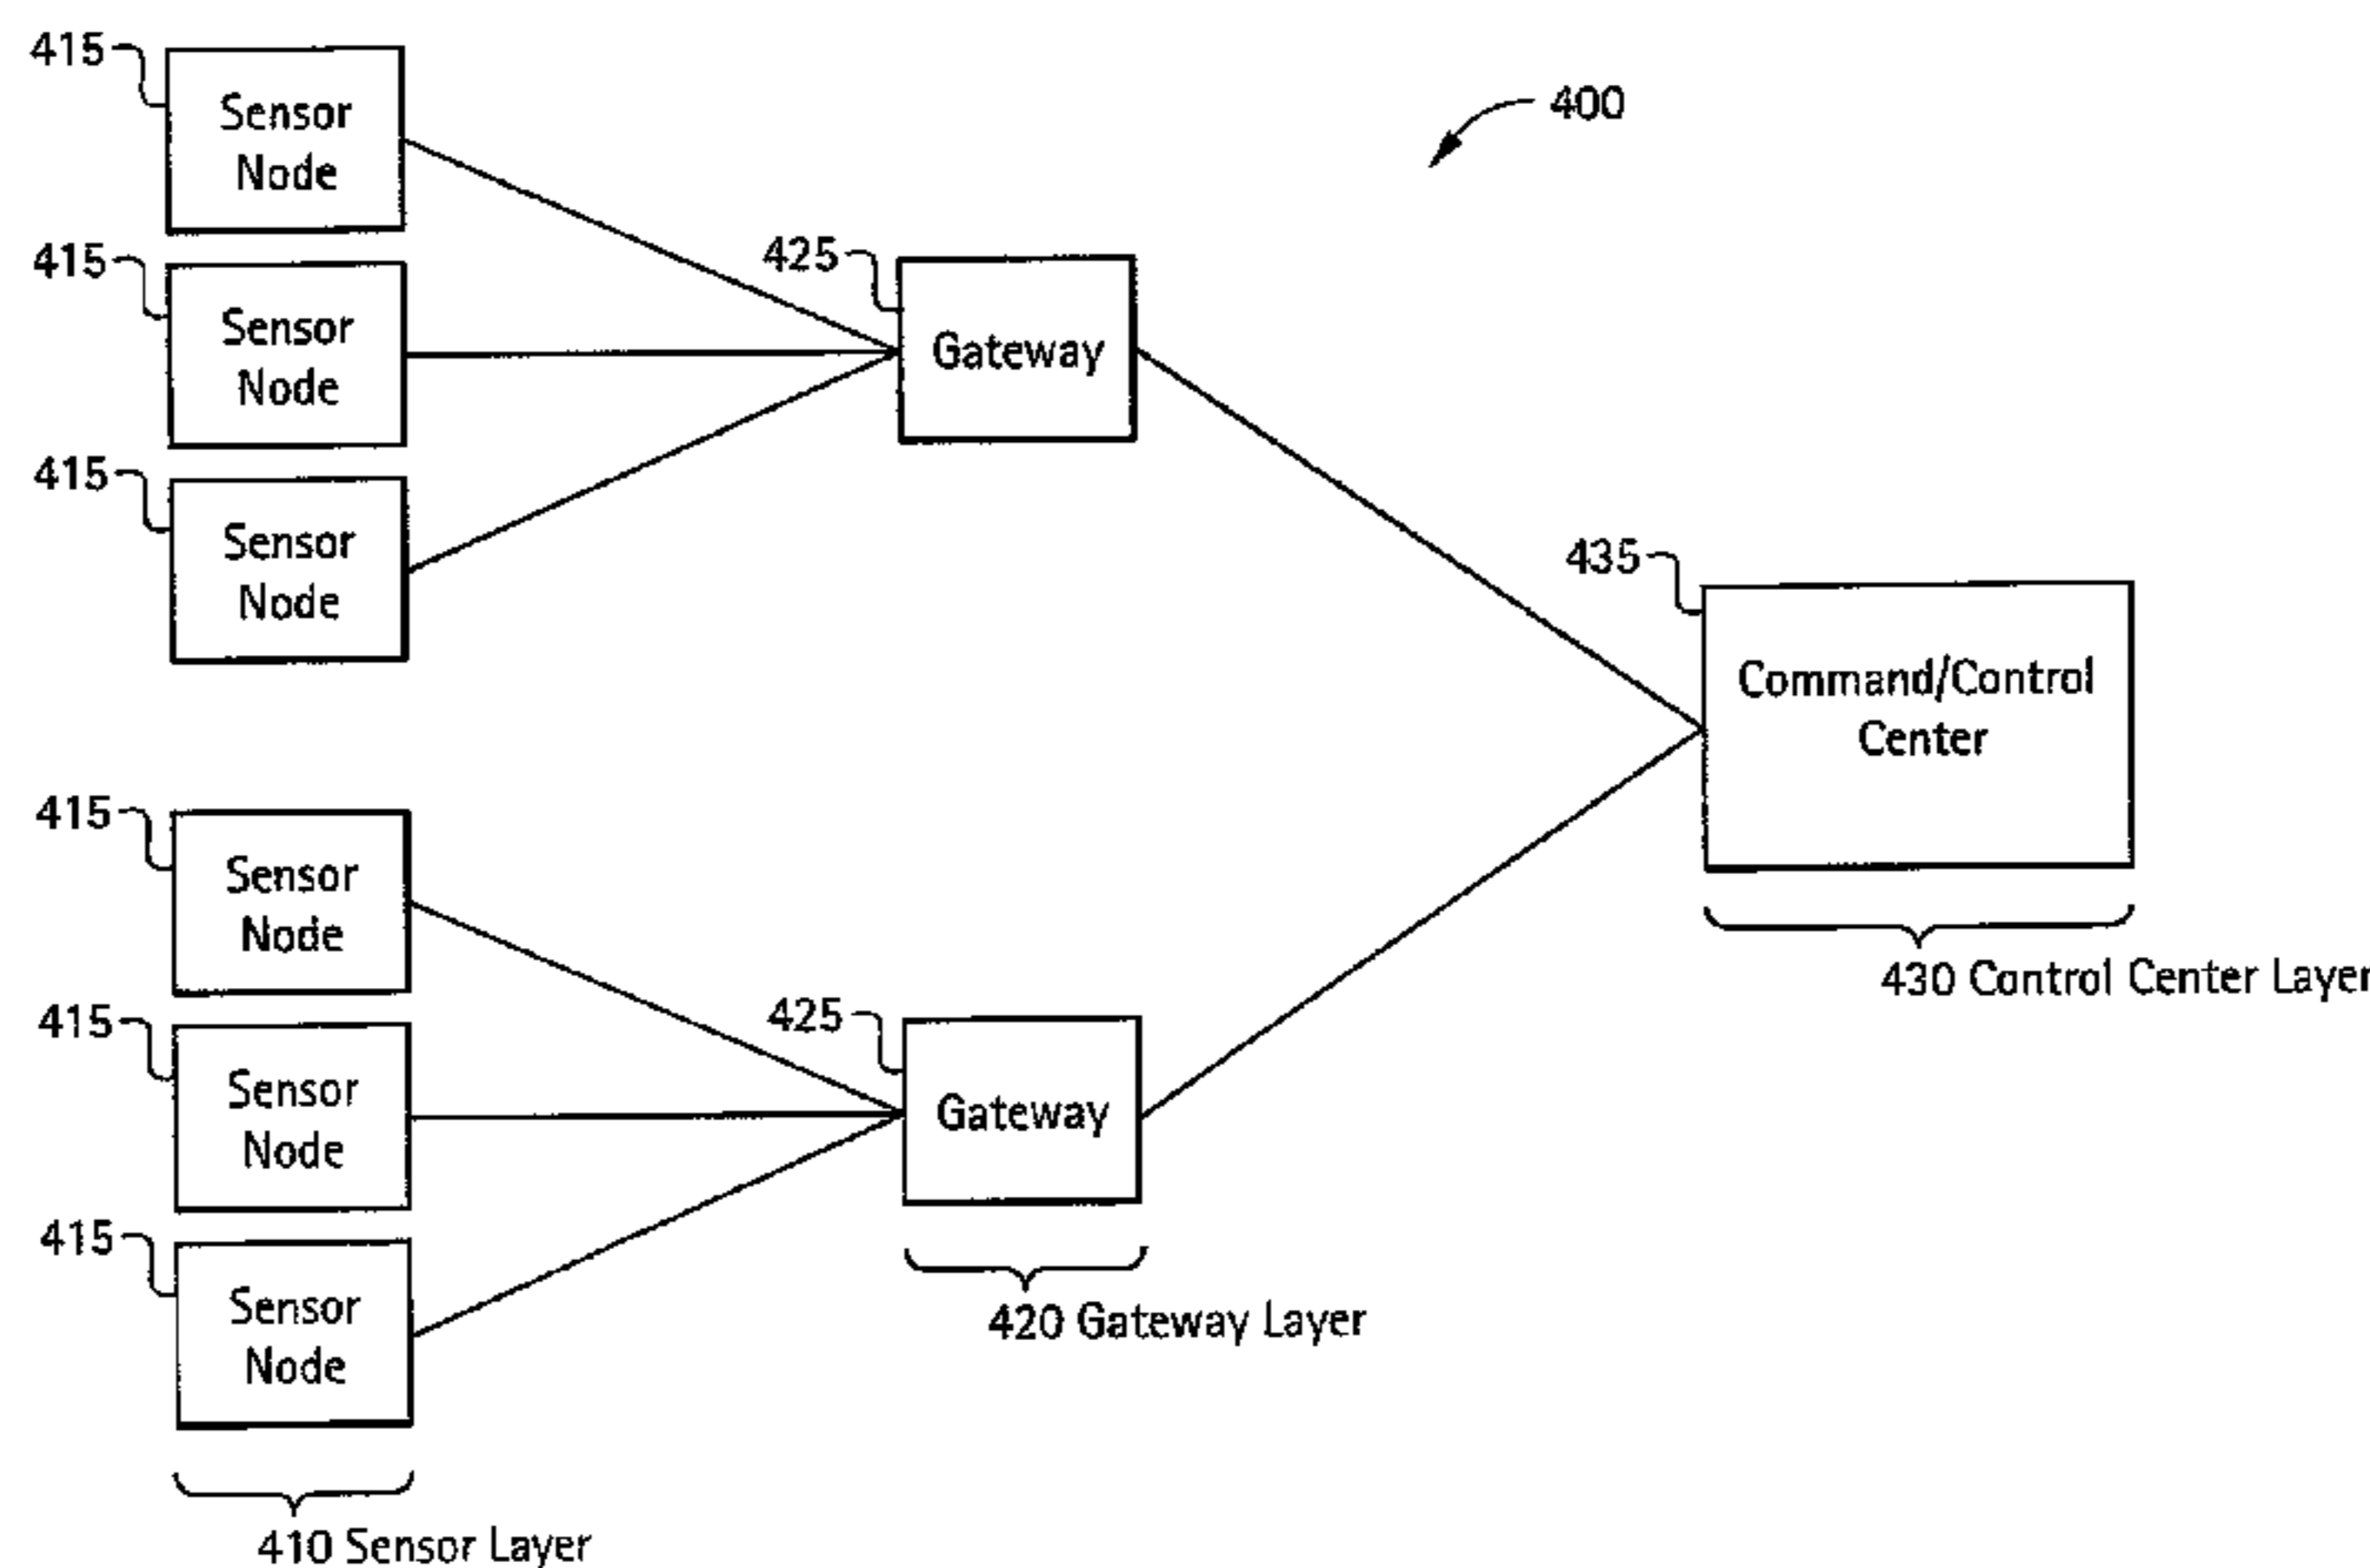 415
Sensor
Node
400
415
Sensor
Node
425
Gateway
415
Sensor
Node
435
Command/Control
Center
415
Sensor
Node
430 Control Center Layer
415
Sensor
Node
425
Gateway
415
Sensor
Node
420 Gateway Layer
410 Sensor Layer